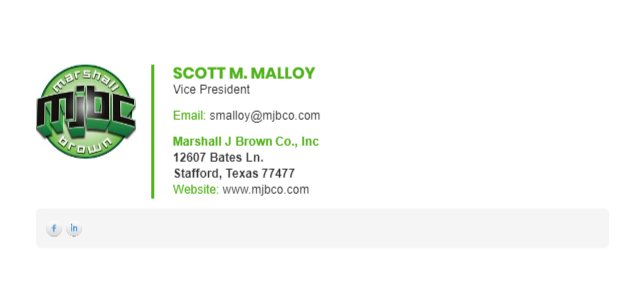 marshall
mjbc
brown
SCOTT M. MALLOY
Vice President
Email: smalloy@mjbco.com
Marshall J Brown Co., Inc
12607 Bates Ln.
Stafford, Texas 77477
Website: www.mjbco.com
f in